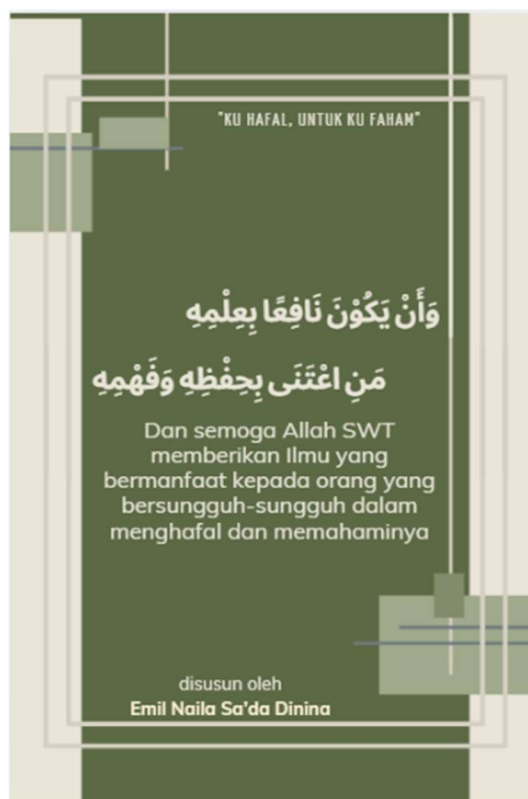 "KU HAFAL, UNTUK KU FAHAM"
وَأَنْ يَكُوْنَ نَافِعًا بِعِلْمِهِ
مَنِ اعْتَنَى بِحِفْظِهِ وَفَهْمِهِ
Dan semoga Allah SWT
memberikan Ilmu yang
bermanfaat kepada orang yang
bersungguh-sungguh dalam
menghafal dan memahaminya
disusun oleh
Emil Naila Sa'da Dinina